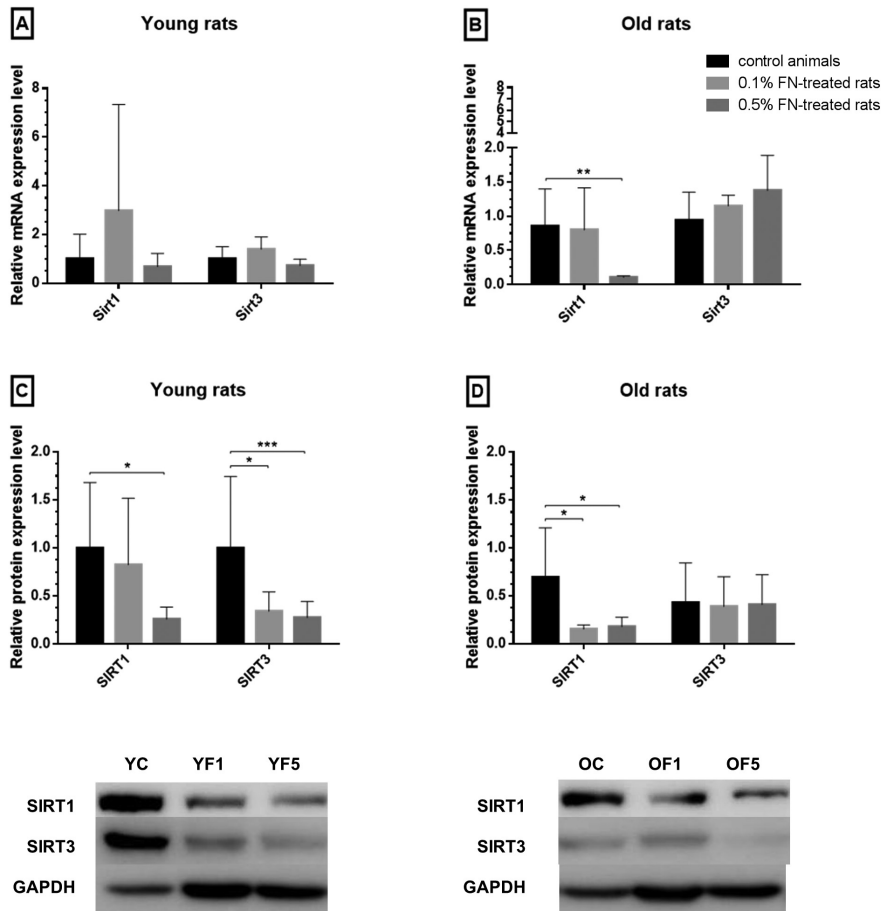 A
Young rats
Relative mRNA expression level
8
6
4
2
0
Sirt1
Sirt3
B
Old rats
control animals
0.1% FN-treated rats
0.5% FN-treated rats
Relative mRNA expression level
8
7
6
5
4
2.0
1.5
1.0
0.5
0.0
**
Sirt1
Sirt3
C
Young rats
Relative protein expression level
2.0
1.5
1.0
0.5
0.0
*
***
*
SIRT1
SIRT3
D
Old rats
Relative protein expression level
2.0
1.5
1.0
0.5
0.0
*
*
SIRT1
SIRT3
YC YF1 YF5
SIRT1
SIRT3
GAPDH
OC OF1 OF5
SIRT1
SIRT3
GAPDH